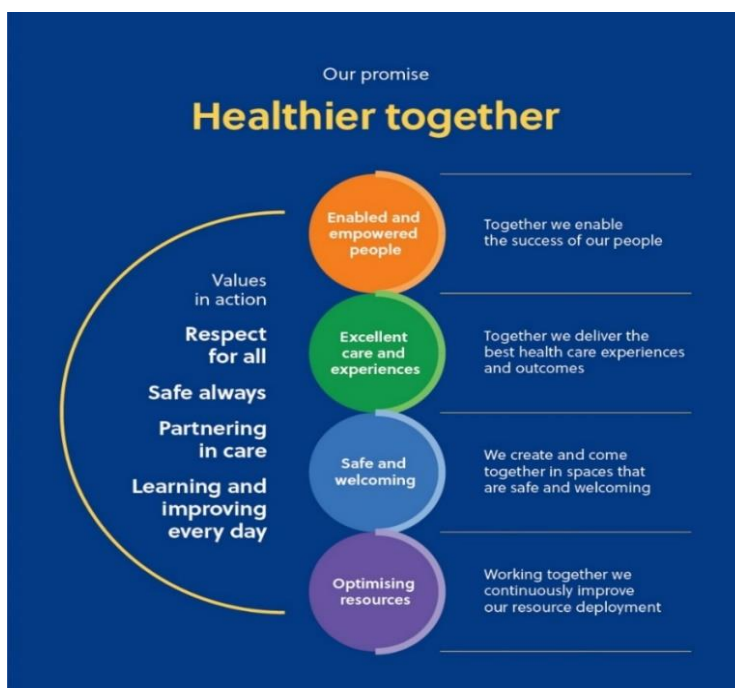 Our promise
Healthier together
Values
in action
Respect
for all
Safe always
Partnering
in care
Learning and
improving
every day
Enabled and
empowered
people
Together we enable
the success of our people
Excellent
care and
experiences
Together we deliver the
best health care experiences
and outcomes
Safe and
welcoming
We create and come
together in spaces that
are safe and welcoming
Optimising
resources
Working together we
continuously improve
our resource deployment